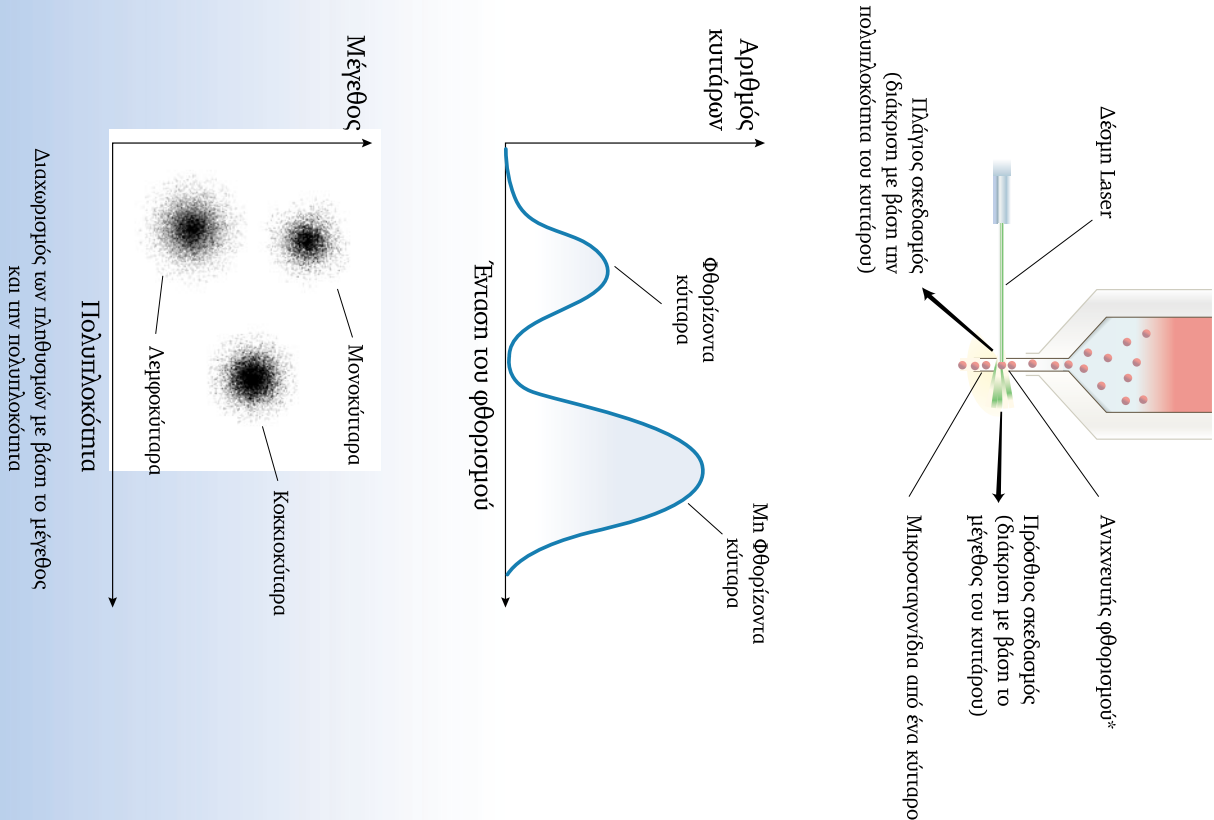 Δέσμη Laser
Πλάγιος σκεδασμός
(διάκριση με βάση την
πολυπλοκότητα του κυττάρου)
Ανιχνευτής φθορισμού*
Πρόσθιος σκεδασμός
(διάκριση με βάση το
μέγεθος του κυττάρου)
Μικροσταγονίδια από ένα κύτταρο
Αριθμός
κυττάρων
Φθορίζοντα
κύτταρα
Μη Φθορίζοντα
κύτταρα
Ένταση του φθορισμού
Μέγεθος
Μονοκύτταρα
Κοκκιοκύταρα
Λεμφοκύτταρα
Πολυπλοκότητα
Διαχωρισμός των πληθυσμών με βάση το μέγεθος
και την πολυπλοκότητα